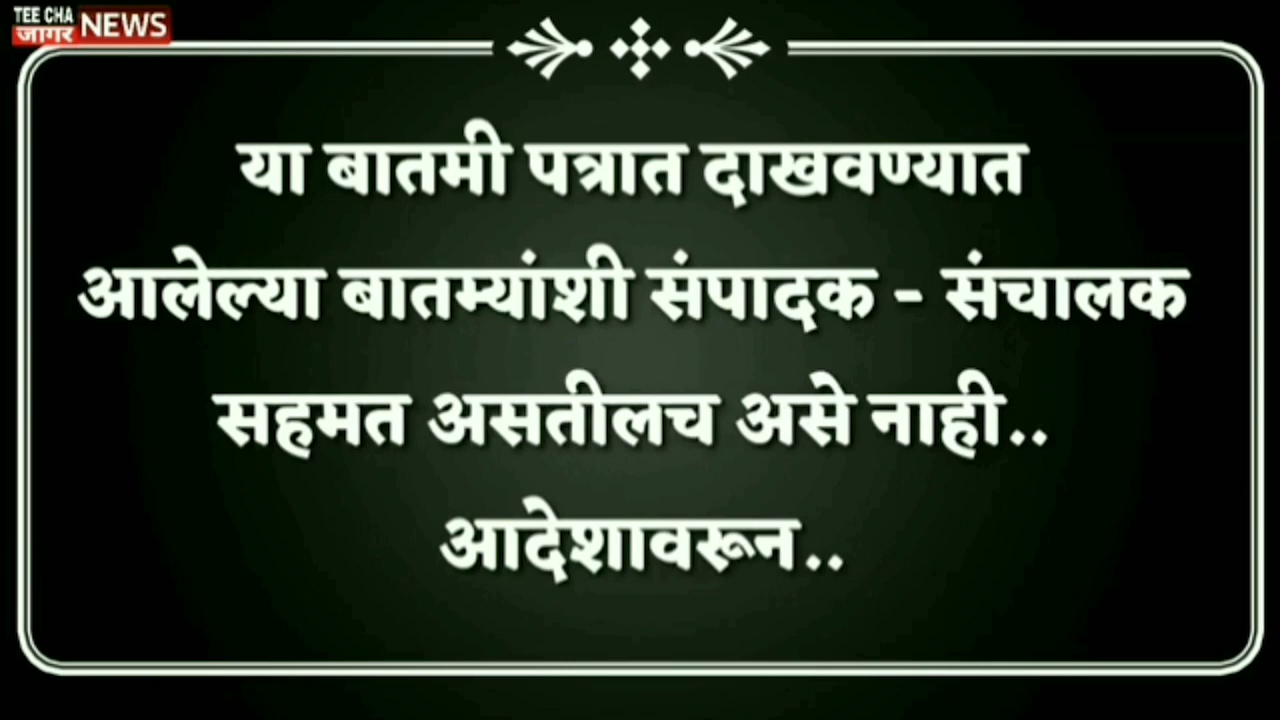 TEE CHA
जागर NEWS
या बातमी पत्रात दाखवण्यात
आलेल्या बातम्यांशी संपादक - संचालक
सहमत असतीलच असे नाही..
आदेशावरून..